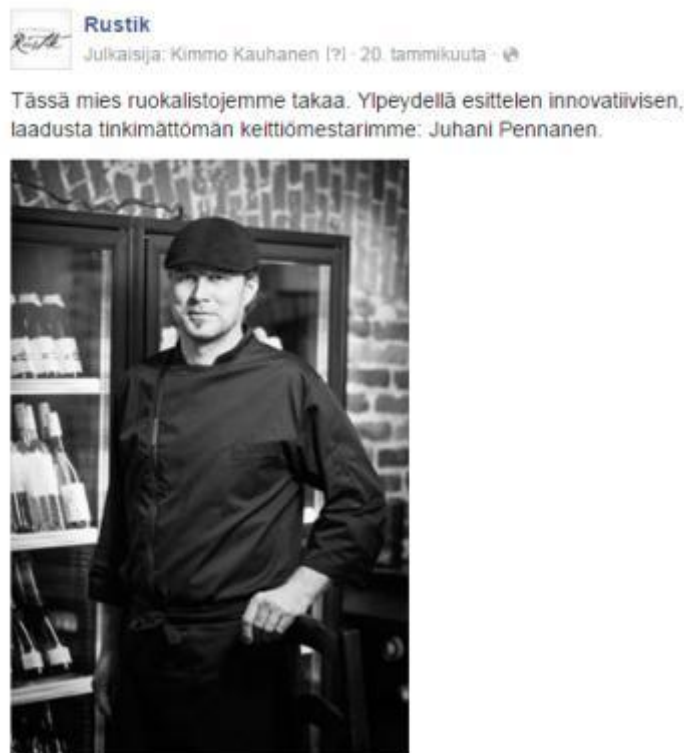 Rustik
Rustik
Julkaisija: Kimmo Kauhanen [?] · 20. tammikuuta ·
Tässä mies ruokalistojemme takaa. Ylpeydellä esittelen innovatiivisen,
laadusta tinkimättömän keittiömestarimme: Juhani Pennanen.